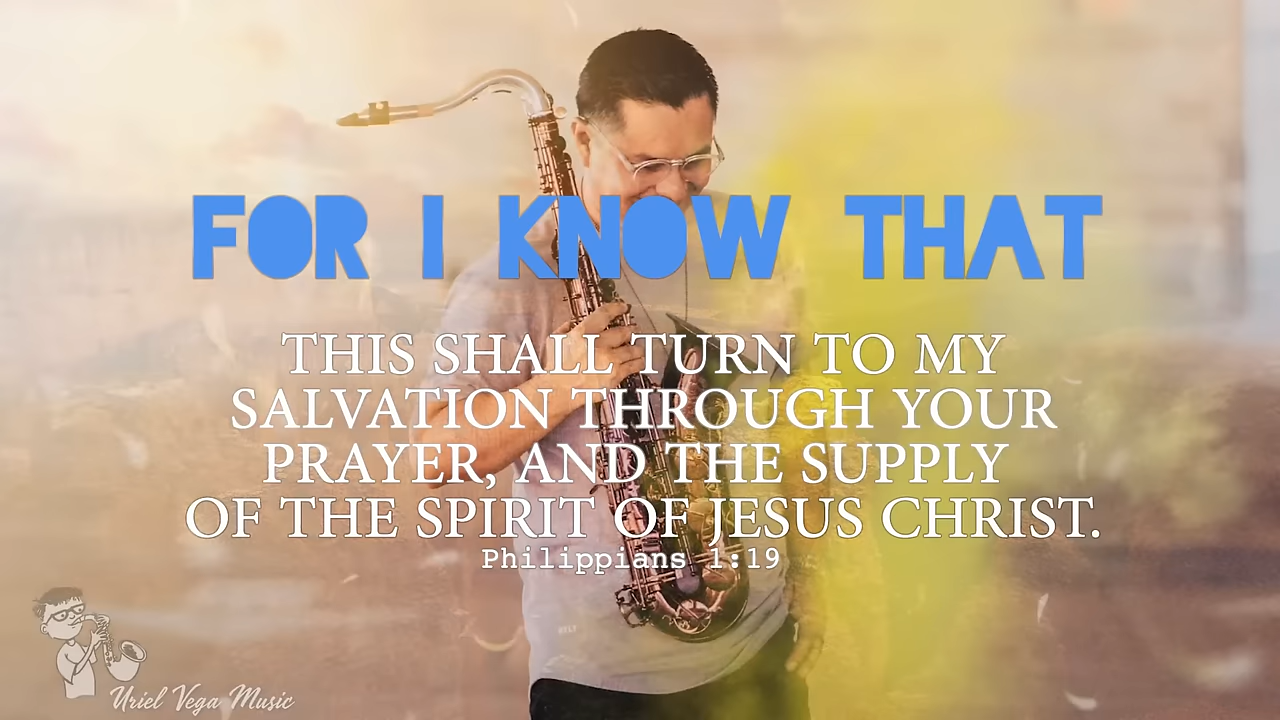 FOR I KNOW THAT
THIS SHALL TURN TO MY
SALVATION THROUGH YOUR
PRAYER, AND THE SUPPLY
OF THE SPIRIT OF JESUS CHRIST.
Philippians 1:19
Uriel Vega Music